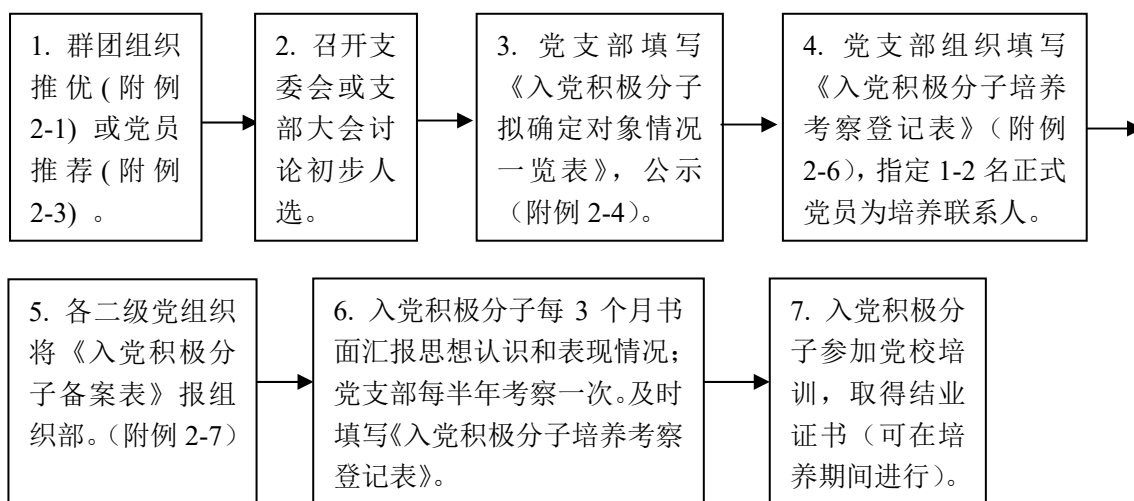 1. 群团组织
推优(附例
2-1) 或党员
推荐(附例
2-3) 。
2. 召开支
委会或支
部大会讨
论初步人
选。
3. 党支部填写
《入党积极分子
拟确定对象情况
一览表》，公示
（附例 2-4）。
4. 党支部组织填写
《入党积极分子培养
考察登记表》（附例
2-6），指定 1-2 名正式
党员为培养联系人。
5. 各二级党组织
将《入党积极分
子备案表》报组
织部。（附例 2-7）
6. 入党积极分子每 3 个月书
面汇报思想认识和表现情况；
党支部每半年考察一次。及时
填写《入党积极分子培养考察
登记表》。
7. 入党积极分
子参加党校培
训，取得结业
证书（可在培
养期间进行）。